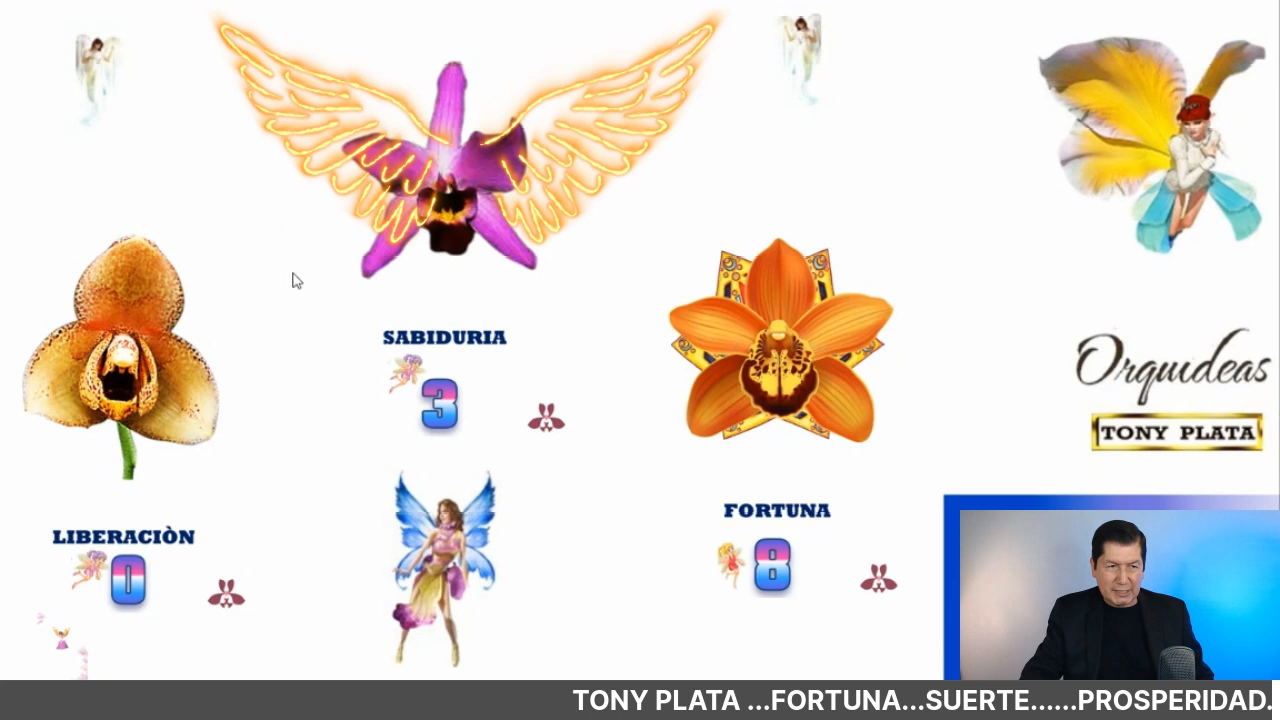 SABIDURIA
3
Orquideas
TONY PLATA
LIBERACIÒN
0
FORTUNA
8
TONY PLATA ...FORTUNA...SUERTE......PROSPERIDAD.